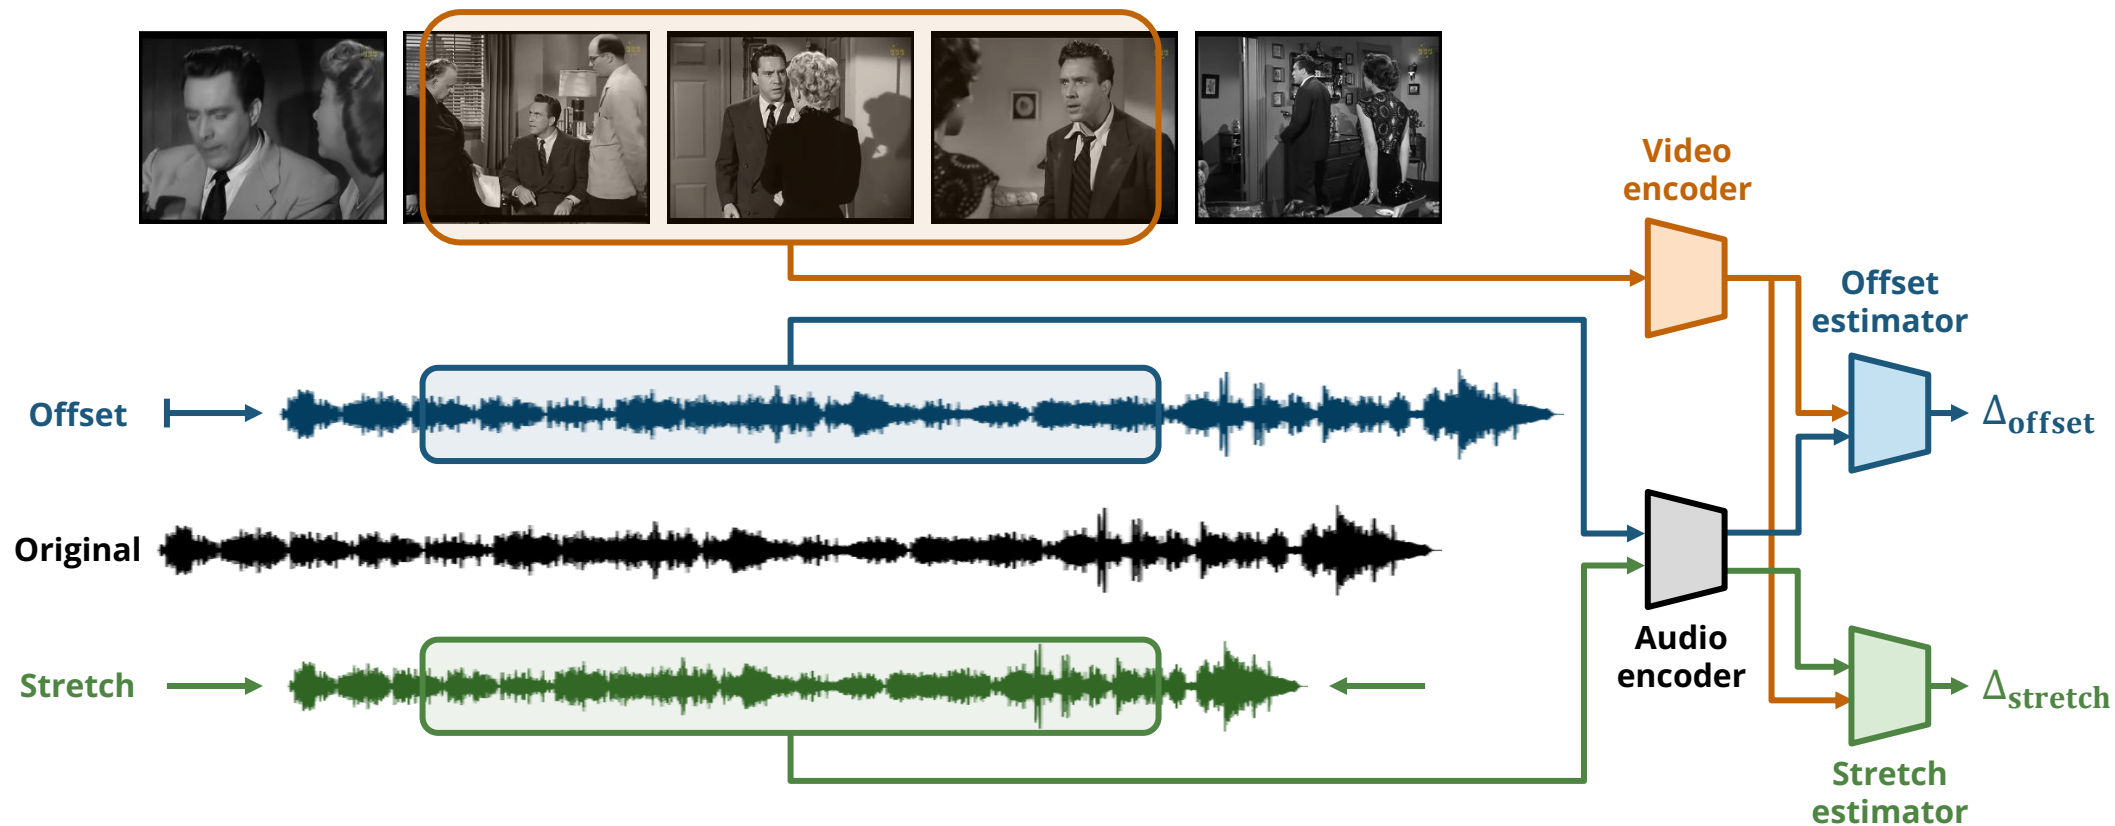 Video
encoder
Offset
estimator
Offset
Δoffset
Original
Audio
encoder
Stretch
Δstretch
Stretch
estimator